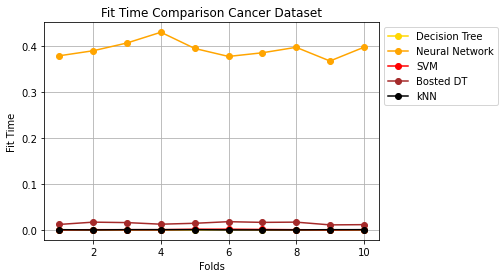 Fit Time Comparison Cancer Dataset
Decision Tree
Neural Network
SVM
Bosted DT
kNN
Fit Time
0.4
0.3
0.2
0.1
0.0
2
4
6
8
10
Folds